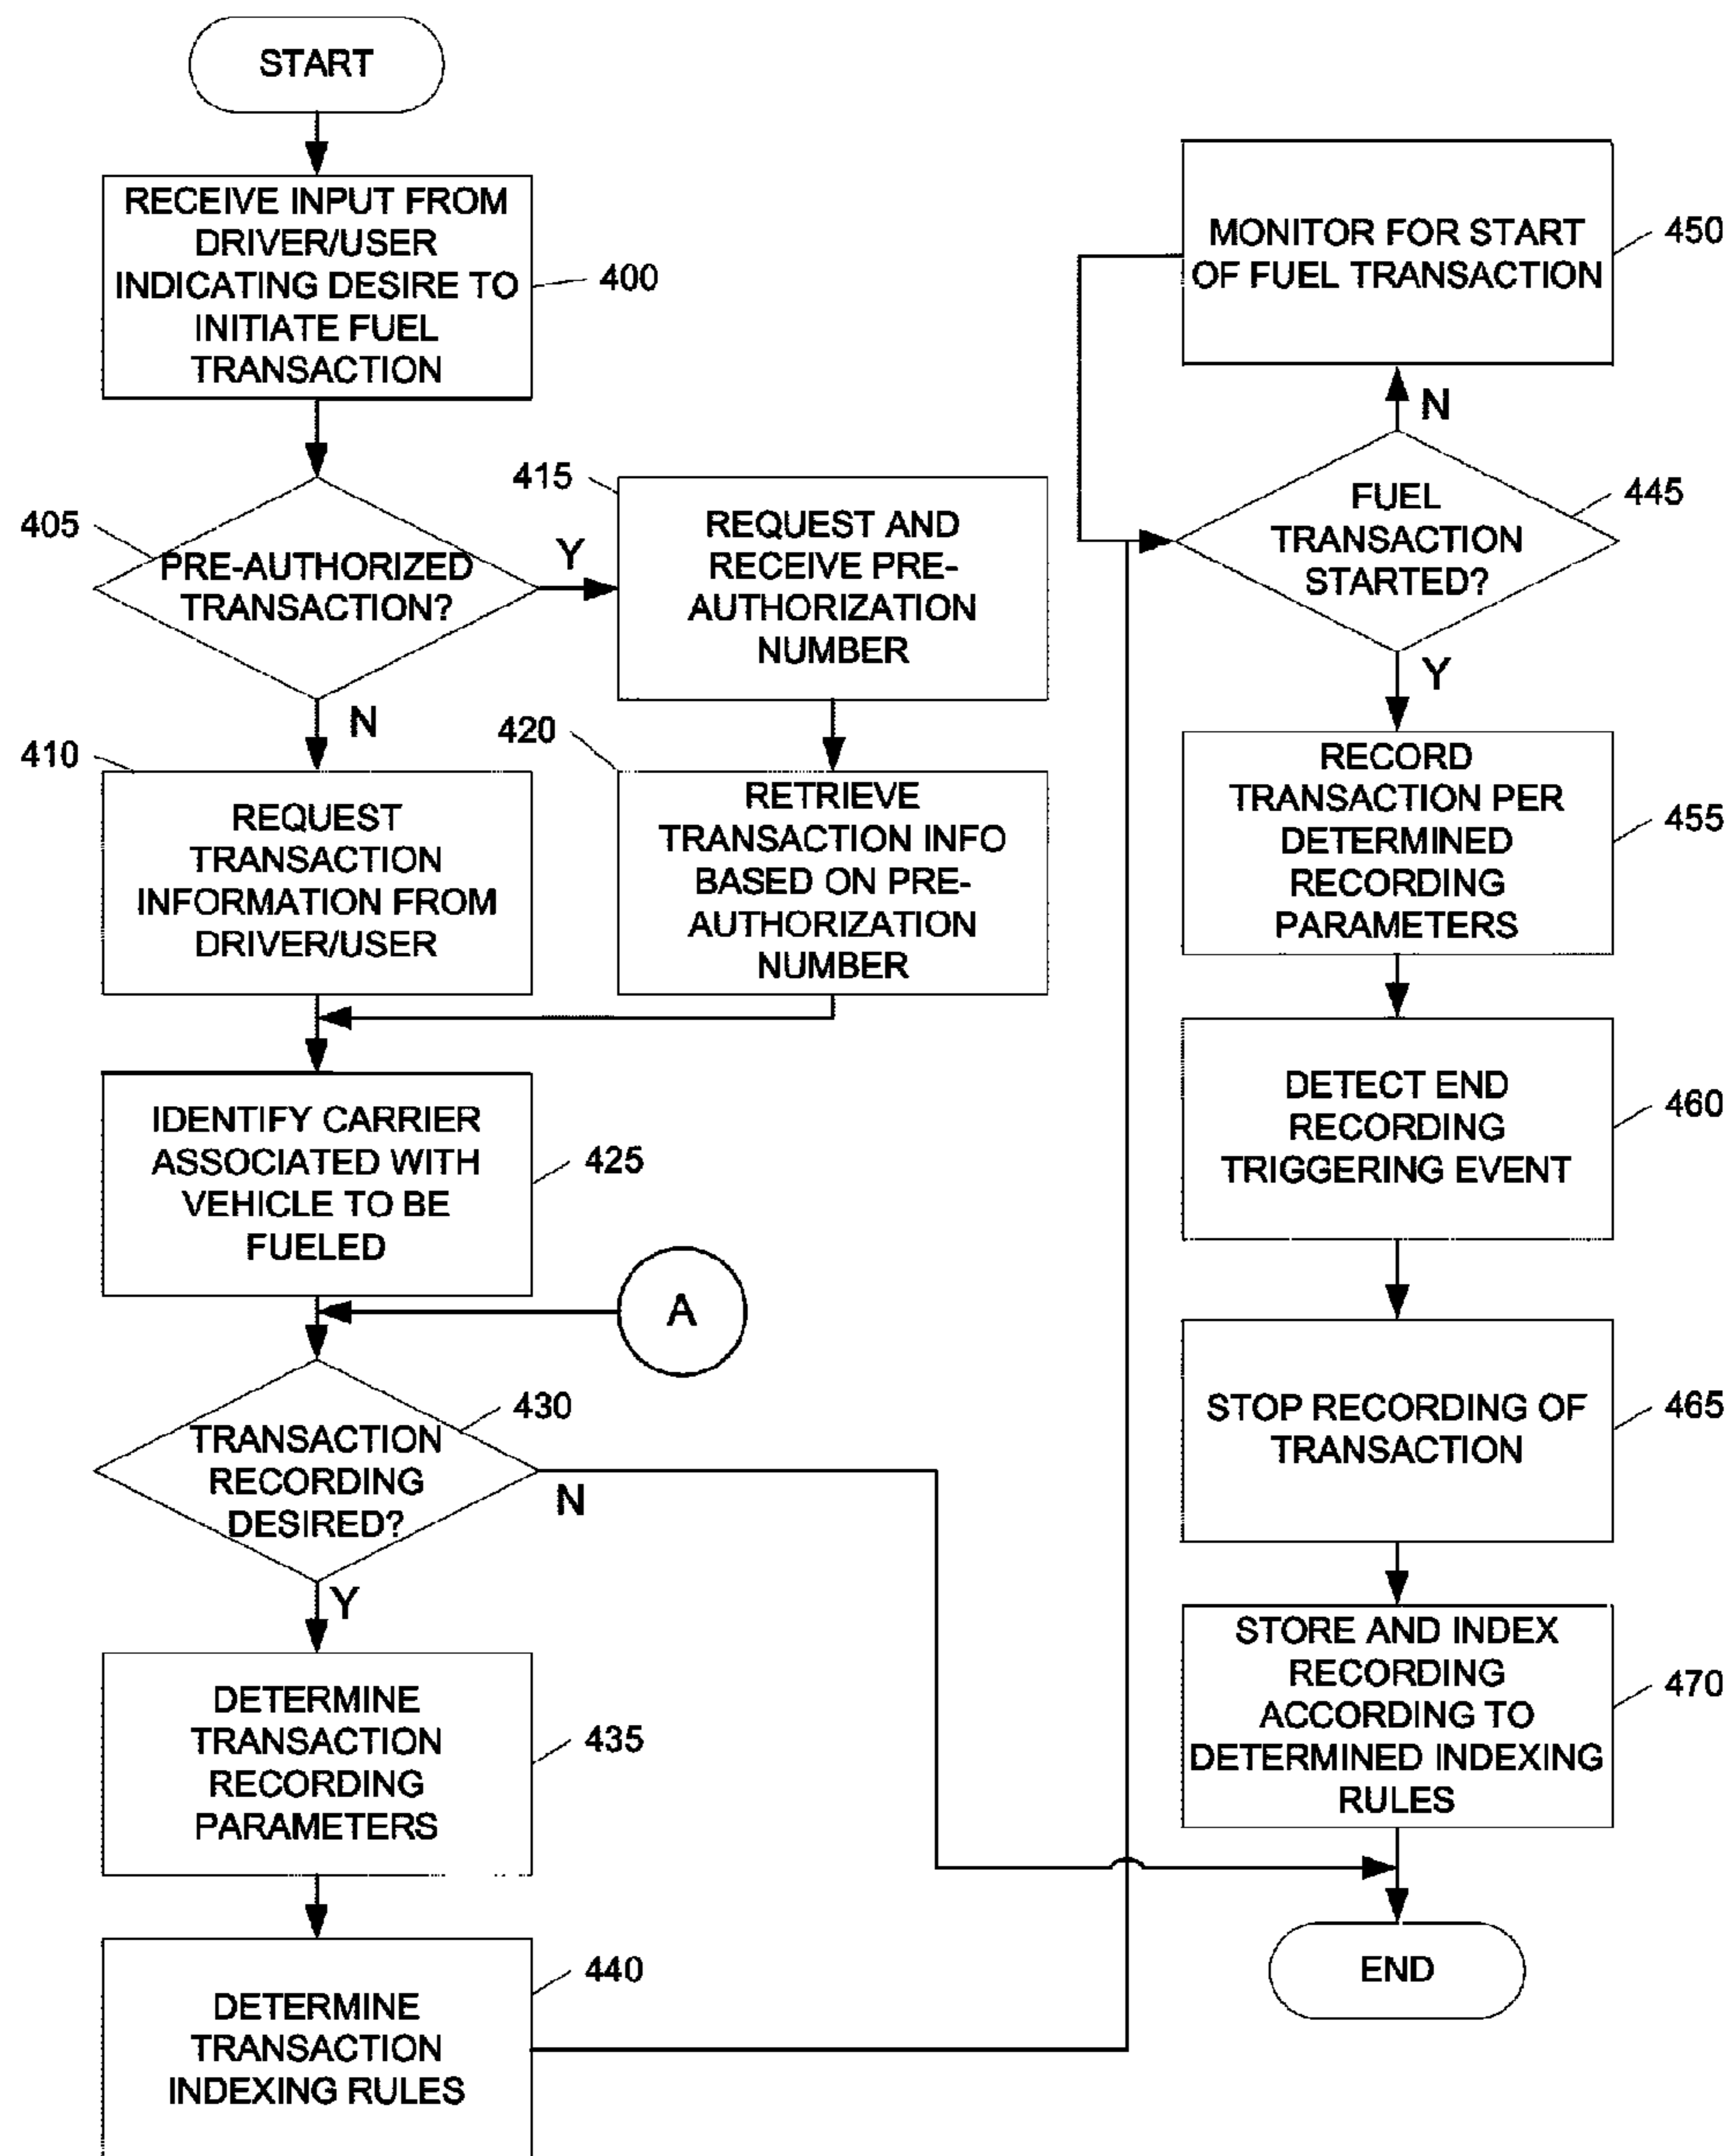 START
RECEIVE INPUT FROM
DRIVER/USER
INDICATING DESIRE TO
INITIATE FUEL
TRANSACTION
400
405
PRE-AUTHORIZED
TRANSACTION?
Y
N
415
REQUEST AND
RECEIVE PRE-
AUTHORIZATION
NUMBER
410
REQUEST
TRANSACTION
INFORMATION FROM
DRIVER/USER
420
RETRIEVE
TRANSACTION INFO
BASED ON PRE-
AUTHORIZATION
NUMBER
IDENTIFY CARRIER
ASSOCIATED WITH
VEHICLE TO BE
FUELED
425
A
430
TRANSACTION
RECORDING
DESIRED?
N
Y
DETERMINE
TRANSACTION
RECORDING
PARAMETERS
435
440
DETERMINE
TRANSACTION
INDEXING RULES
MONITOR FOR START
OF FUEL TRANSACTION
450
N
FUEL
TRANSACTION
STARTED?
445
Y
RECORD
TRANSACTION PER
DETERMINED
RECORDING
PARAMETERS
455
DETECT END
RECORDING
TRIGGERING EVENT
460
STOP RECORDING OF
TRANSACTION
465
STORE AND INDEX
RECORDING
ACCORDING TO
DETERMINED INDEXING
RULES
470
END